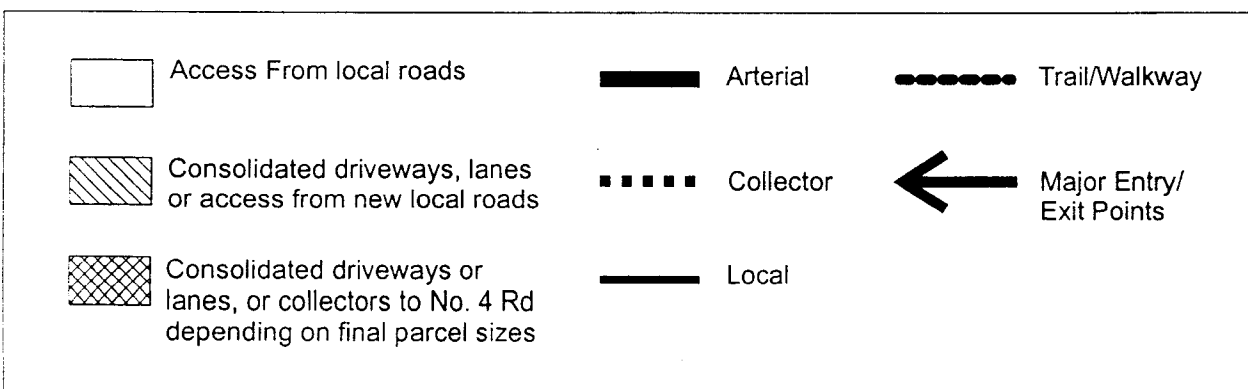 Access From local roads
Consolidated driveways, lanes
or access from new local roads
Consolidated driveways or
lanes, or collectors to No. 4 Rd
depending on final parcel sizes
Arterial
Collector
Local
Trail/Walkway
Major Entry/
Exit Points